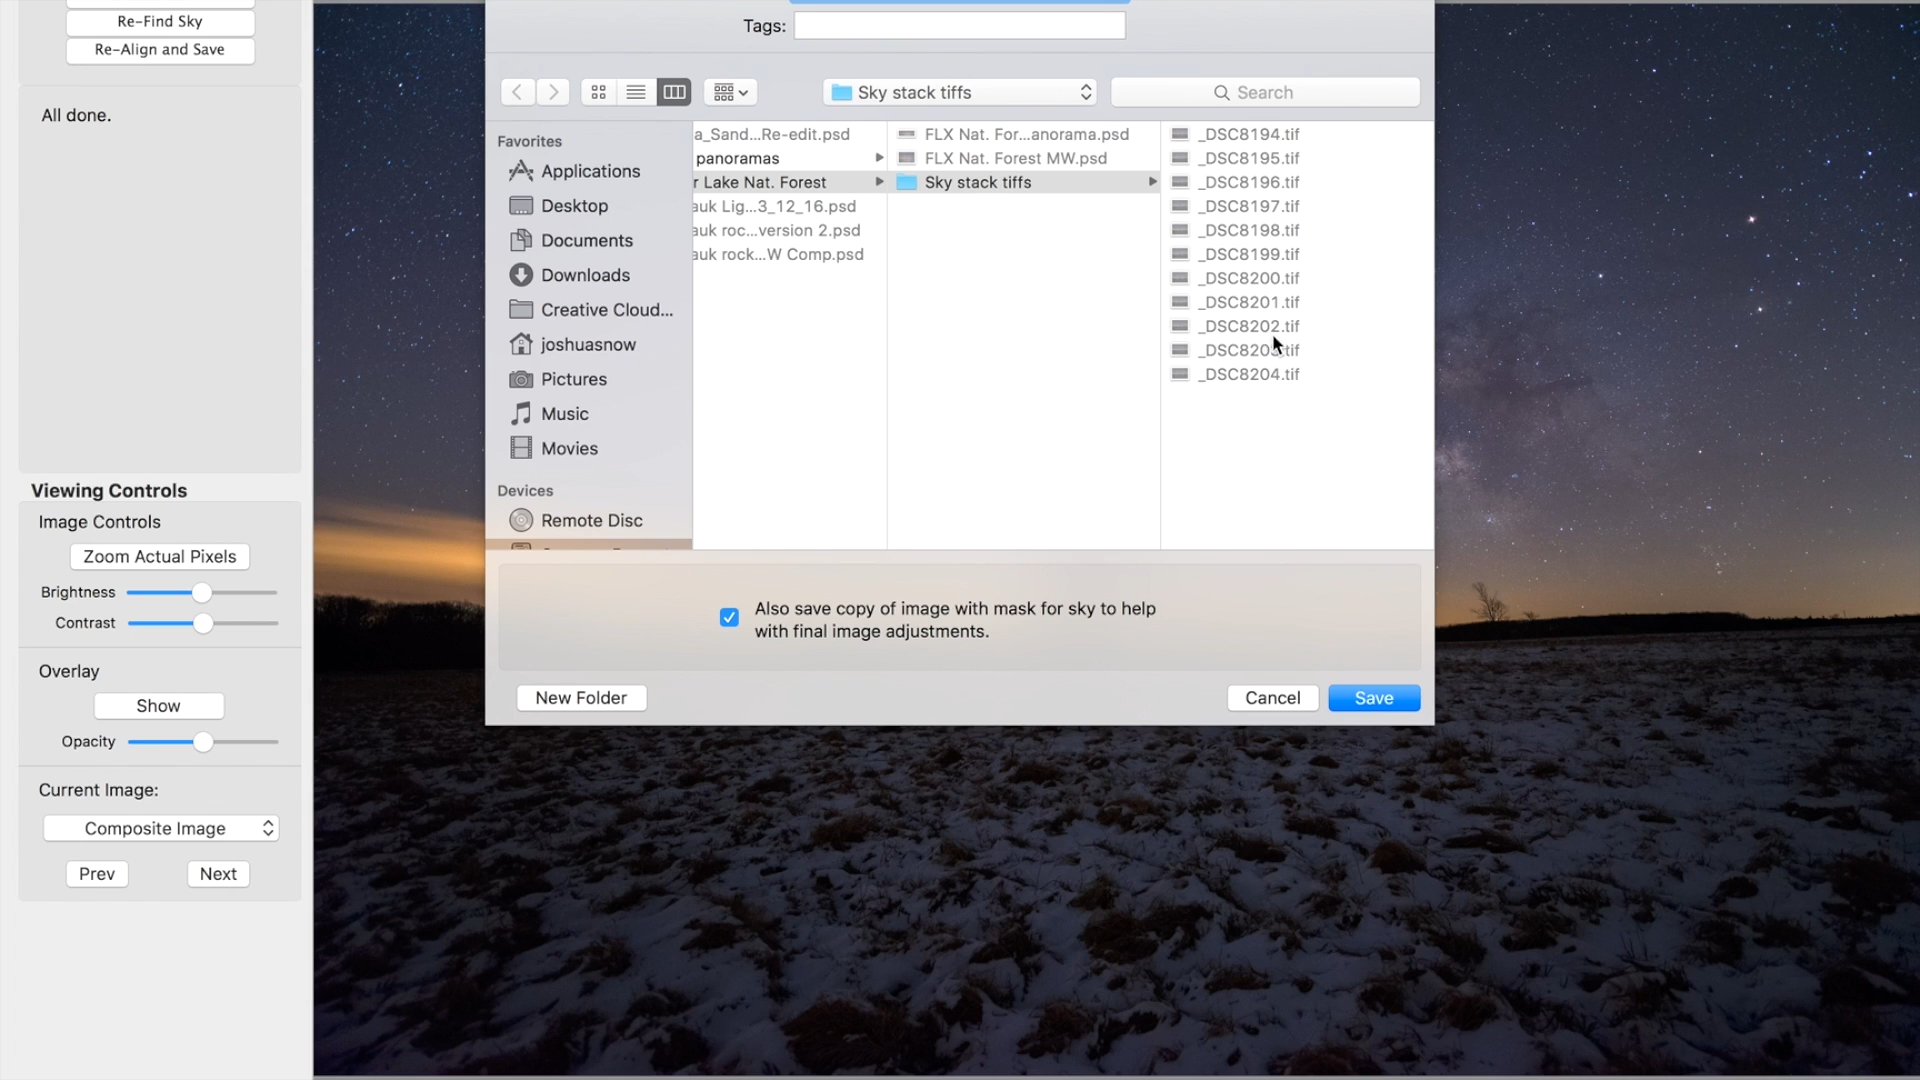 Re-Find Sky
Re-Align and Save
All done.
Viewing Controls
Image Controls
Zoom Actual Pixels
Brightness
Contrast
Overlay
Show
Opacity
Current Image:
Composite Image
Prev
Next
Tags:
Sky stack tiffs
Search
Favorites
Applications
Desktop
Documents
Downloads
Creative Cloud...
joshuasnow
Pictures
Music
Movies
Devices
Remote Disc
a_Sand...Re-edit.psd
panoramas
r Lake Nat. Forest
auk Lig...3_12_16.psd
auk roc...version 2.psd
auk rock...W Comp.psd
FLX Nat. For...anorama.psd
FLX Nat. Forest MW.psd
Sky stack tiffs
_DSC8194.tif
_DSC8195.tif
_DSC8196.tif
_DSC8197.tif
_DSC8198.tif
_DSC8199.tif
_DSC8200.tif
_DSC8201.tif
_DSC8202.tif
_DSC8203.tif
_DSC8204.tif
Also save copy of image with mask for sky to help
with final image adjustments.
New Folder
Cancel
Save